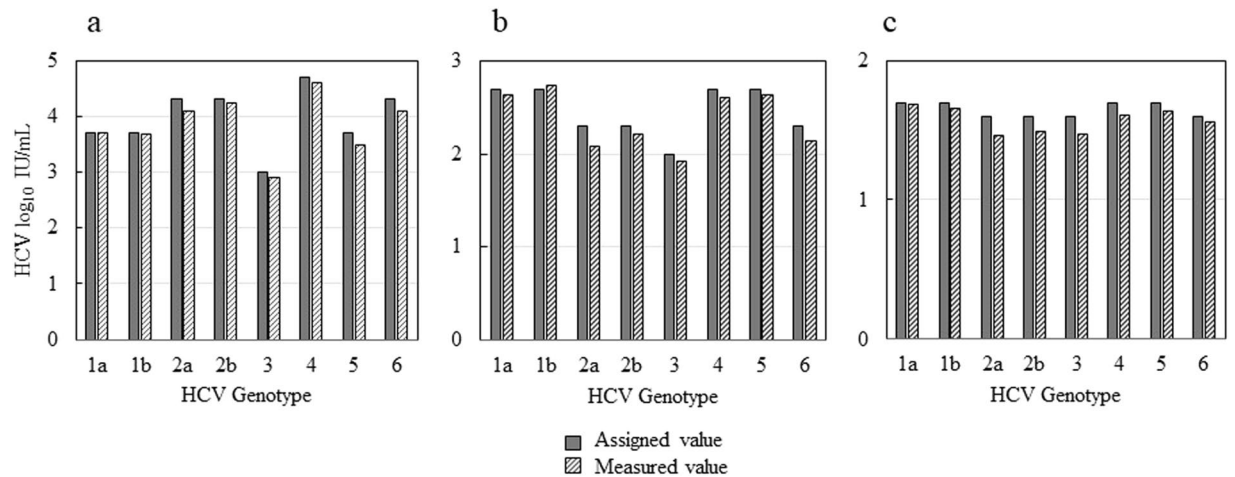 a
b
c
HCV log₁₀ IU/mL
5
4
3
2
1
0
3
2
1
0
2
1
0
1a 1b 2a 2b 3 4 5 6
1a 1b 2a 2b 3 4 5 6
1a 1b 2a 2b 3 4 5 6
HCV Genotype
HCV Genotype
HCV Genotype
Assigned value
Measured value